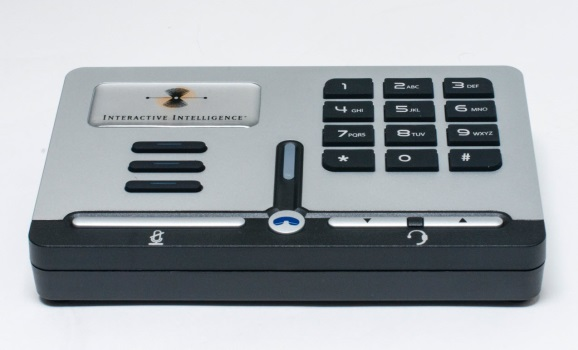 INTERACTIVE INTELLIGENCE™
1 2 ABC 3 DEF
4 GHI 5 JKL 6 MNO
7 PQRS 8 TUV 9 WXYZ
* 0 #